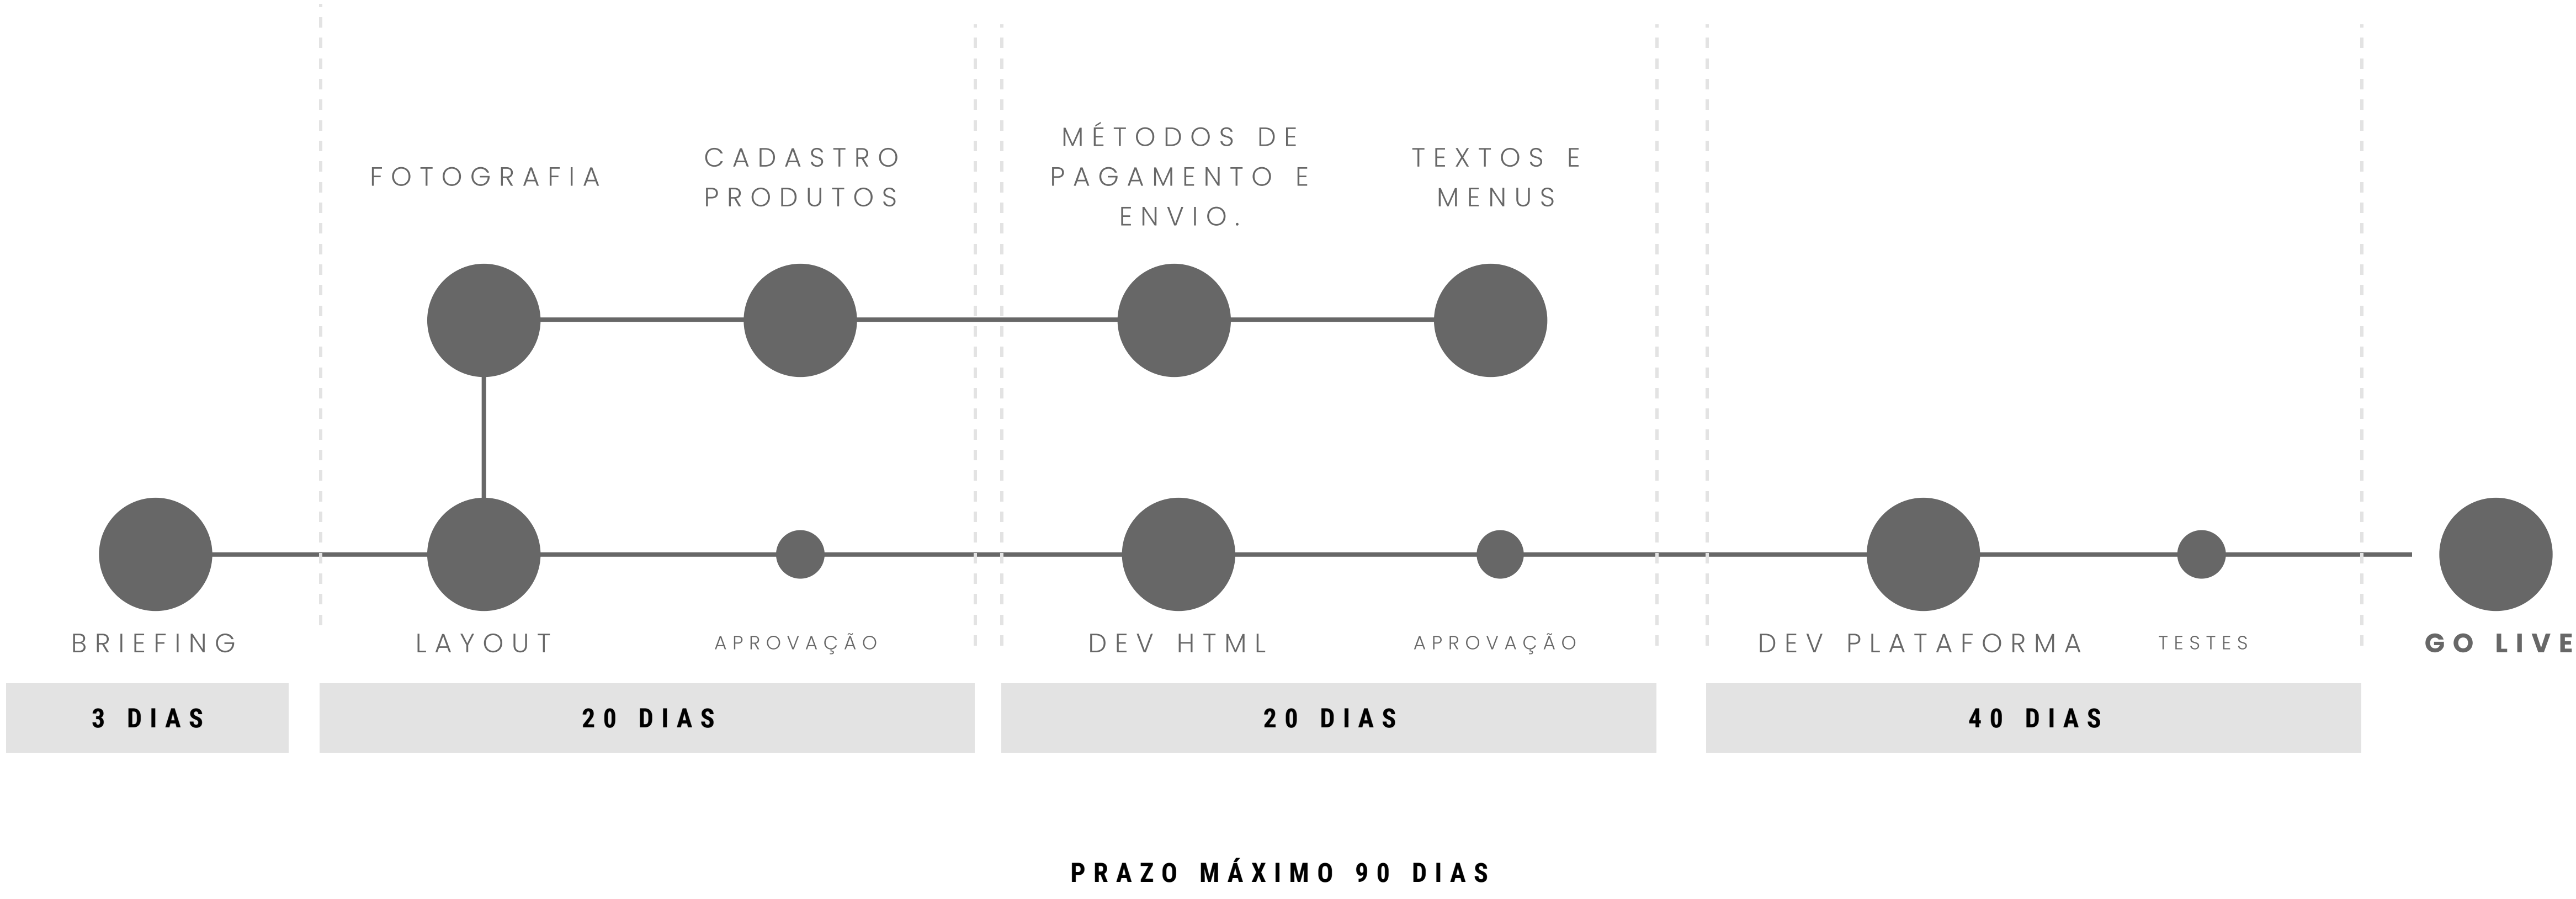 FOTOGRAFIA
CADASTRO
PRODUTOS
MÉTODOS DE
PAGAMENTO E
ENVIO.
TEXTOS E
MENUS
BRIEFING
LAYOUT
APROVAÇÃO
DEV HTML
APROVAÇÃO
DEV PLATAFORMA
TESTES
GO LIVE
3 DIAS
20 DIAS
20 DIAS
40 DIAS
PRAZO MÁXIMO 90 DIAS